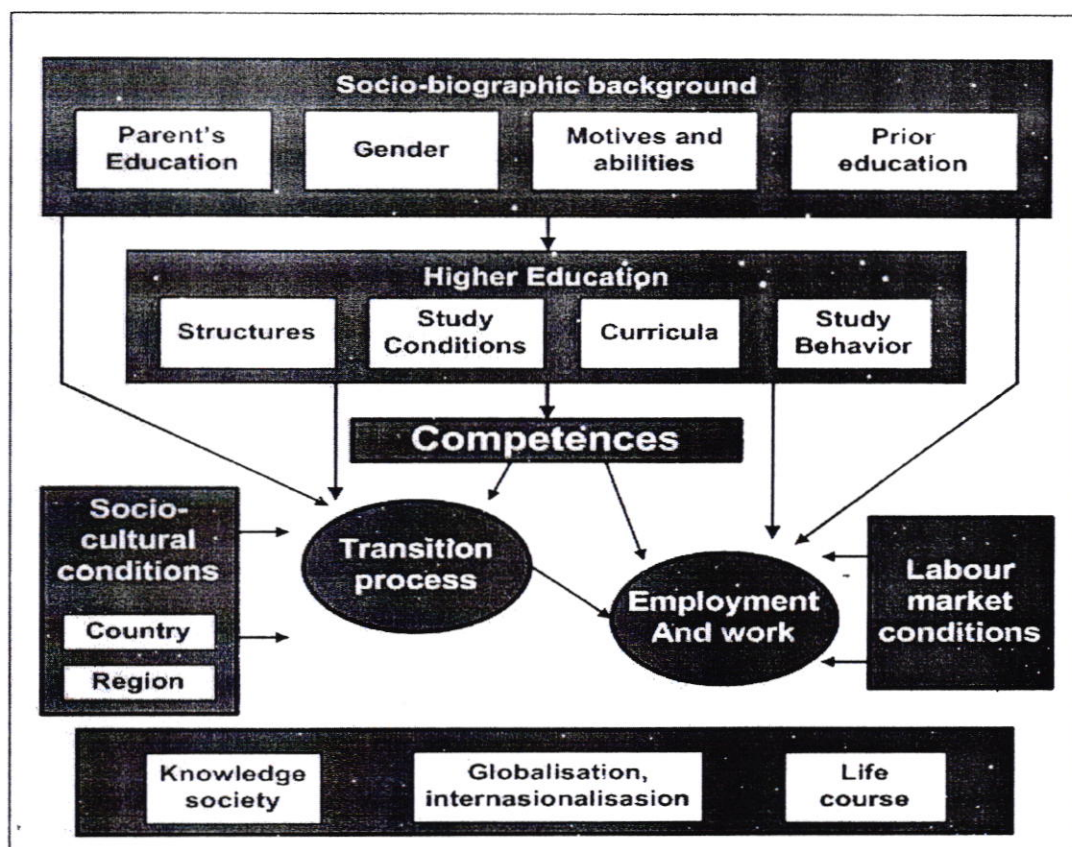 Socio-biographic background
Parent's
Education
Gender
Motives and
abilities
Prior
education
Higher Education
Structures
Study
Conditions
Curricula
Study
Behavior
Competences
Socio-
cultural
conditions
Country
Region
Transition
process
Employment
And work
Labour
market
conditions
Knowledge
society
Globalisation,
internasionalisasion
Life
course